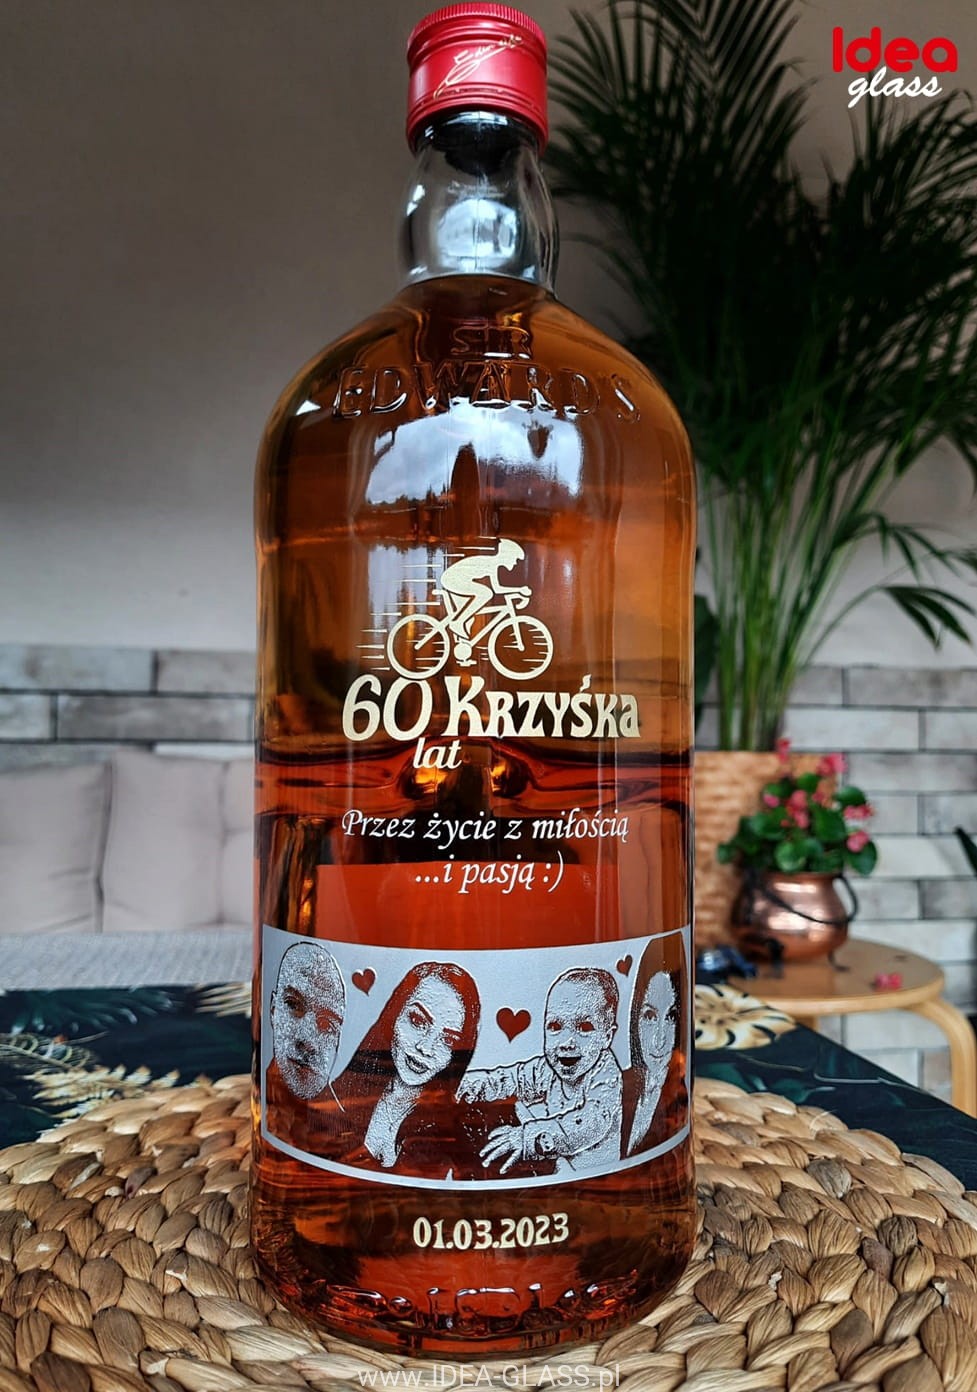 Idea
glass
SIR
EDWARD'S
60 KRZYŚKA
lat
Przez życie z miłością
...i pasją :)
01.03.2023
www.IDEA-GLASS.pl